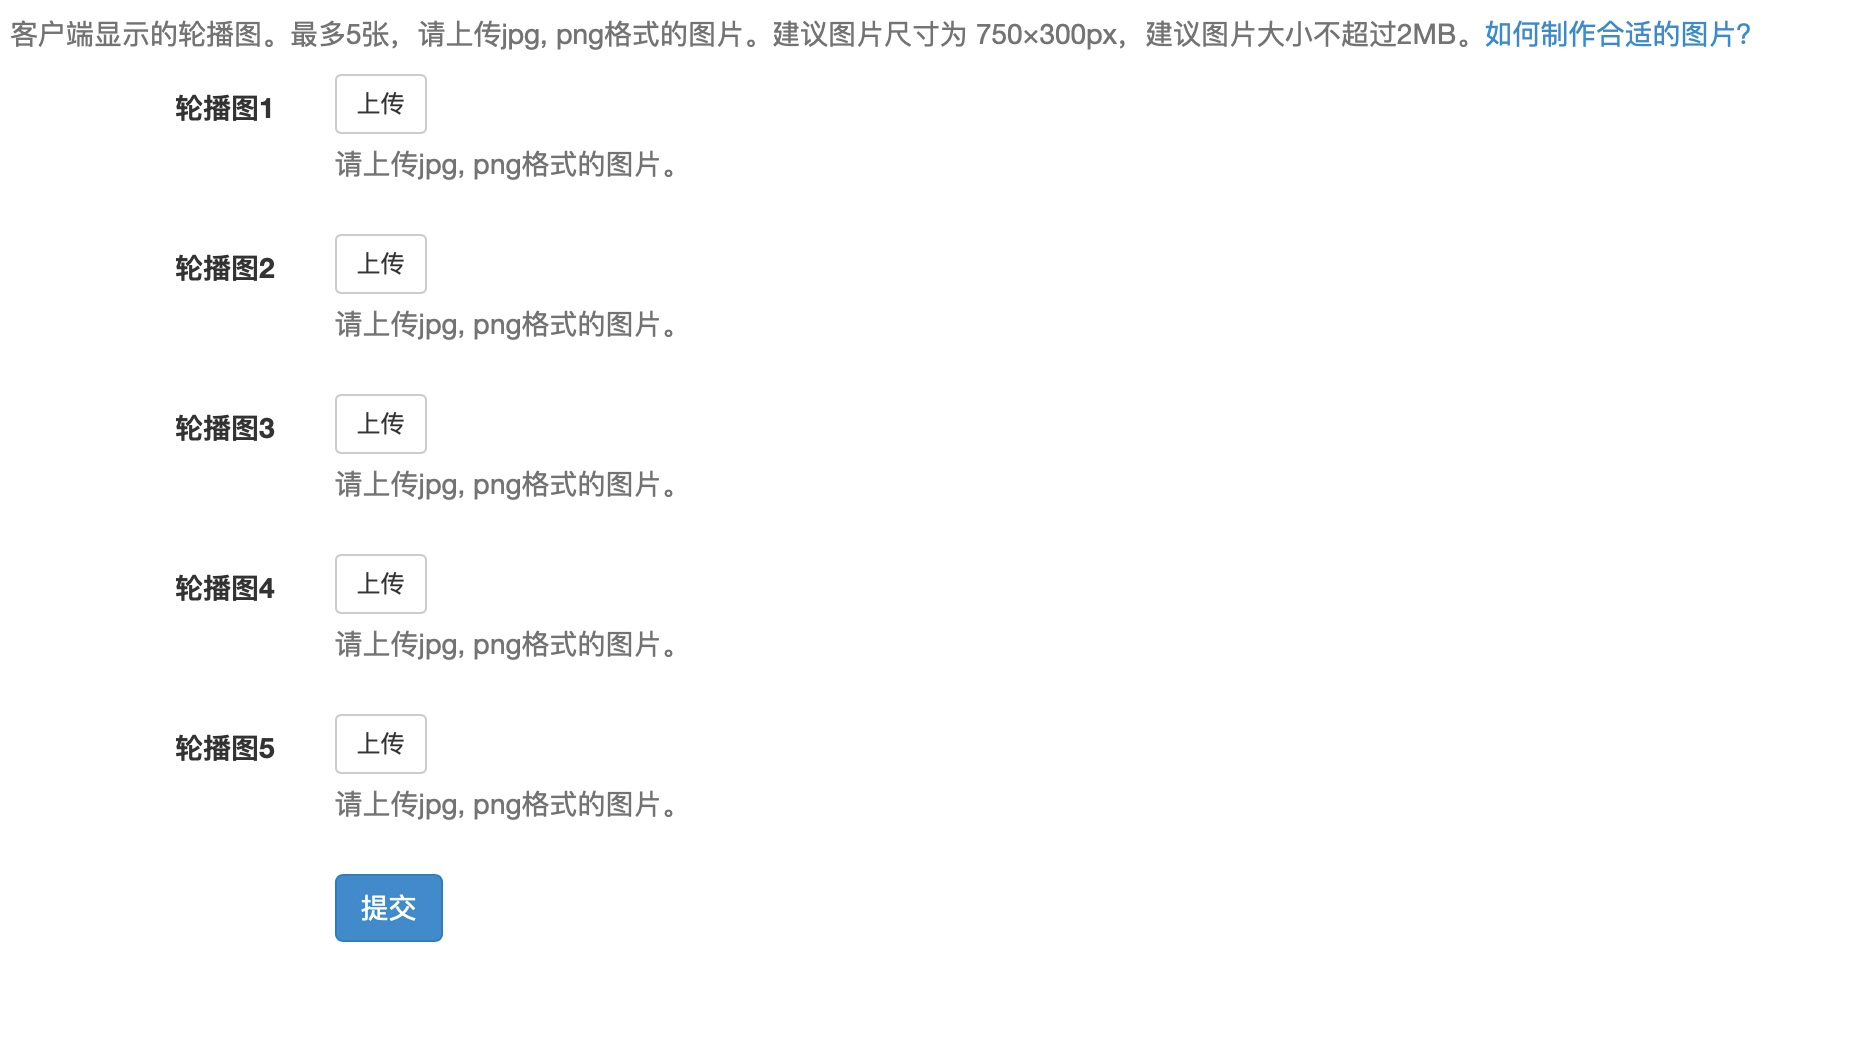 客户端显示的轮播图。最多5张，请上传jpg, png格式的图片。建议图片尺寸为 750×300px，建议图片大小不超过2MB。如何制作合适的图片?
轮播图1 上传
请上传jpg, png格式的图片。
轮播图2 上传
请上传jpg, png格式的图片。
轮播图3 上传
请上传jpg, png格式的图片。
轮播图4 上传
请上传jpg, png格式的图片。
轮播图5 上传
请上传jpg, png格式的图片。
提交